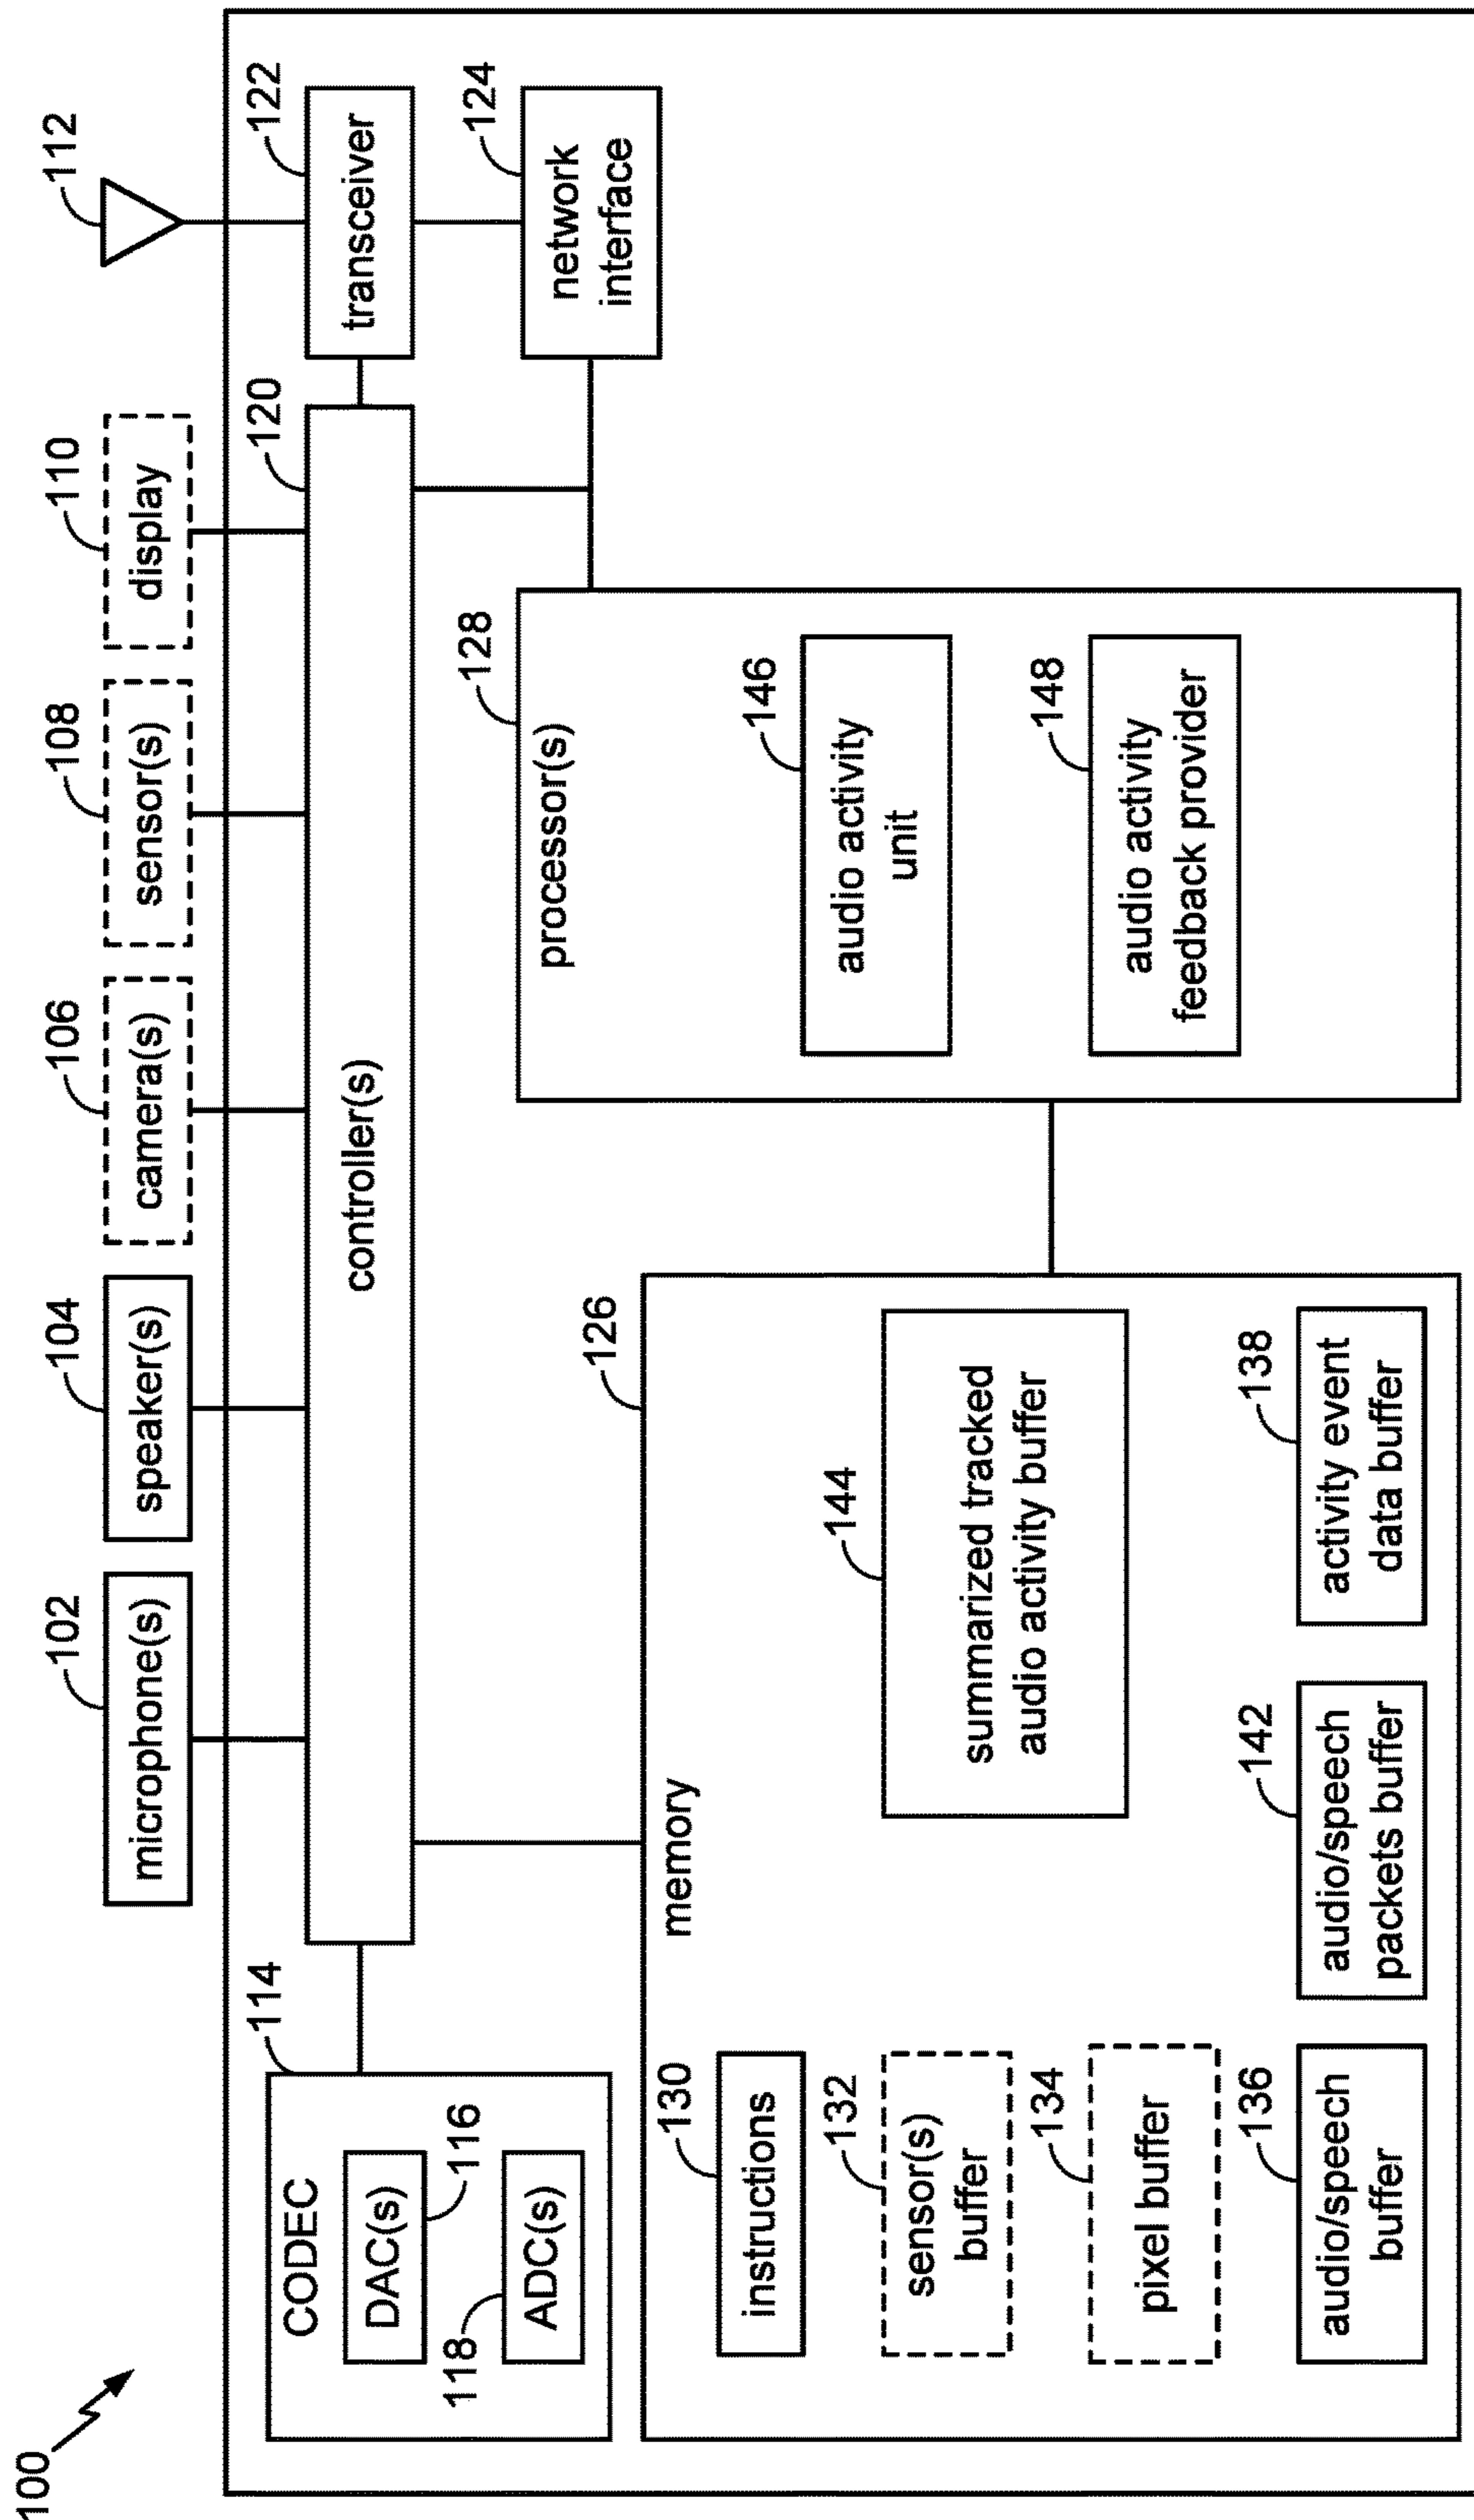 100
102
microphone(s)
104
speaker(s)
106
camera(s)
108
sensor(s)
110
display
112
114
CODEC
DAC(s)
116
118
ADC(s)
controller(s)
120
transceiver
122
network
interface
124
memory
126
instructions
130
sensor(s)
buffer
132
pixel buffer
134
audio/speech
buffer
136
audio/speech
packets buffer
142
summarized tracked
audio activity buffer
144
activity event
data buffer
138
processor(s)
128
audio activity
unit
146
audio activity
feedback provider
148